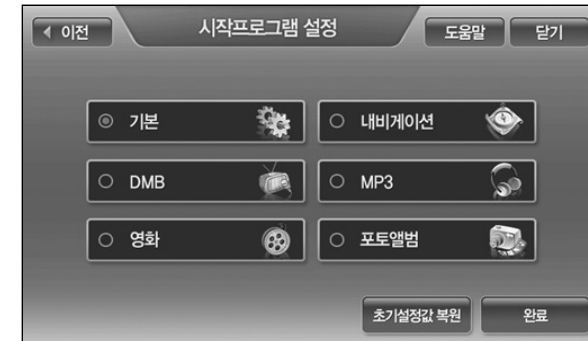 이전
시작프로그램 설정
도움말
닫기
기본
내비게이션
DMB
MP3
영화
포토앨범
초기설정값 복원
완료